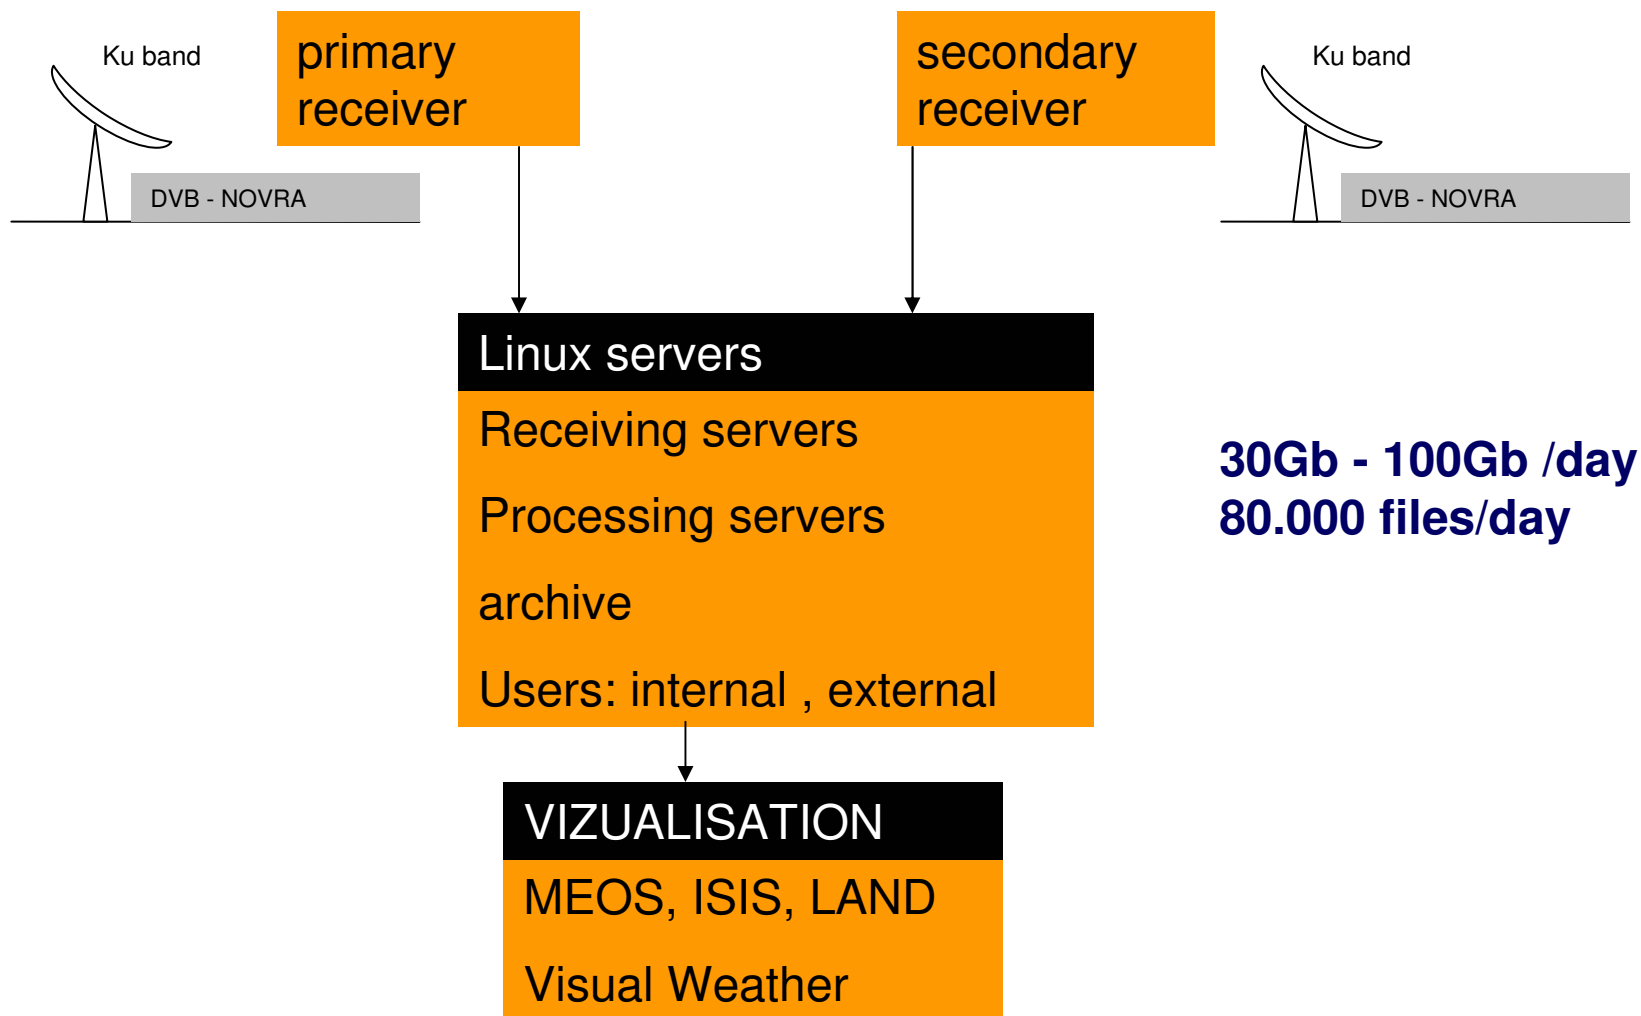 Ku band
primary
receiver
DVB - NOVRA
secondary
receiver
Ku band
DVB - NOVRA
Linux servers
Receiving servers
Processing servers
archive
Users: internal , external
30Gb - 100Gb /day
80.000 files/day
VIZUALISATION
MEOS, ISIS, LAND
Visual Weather